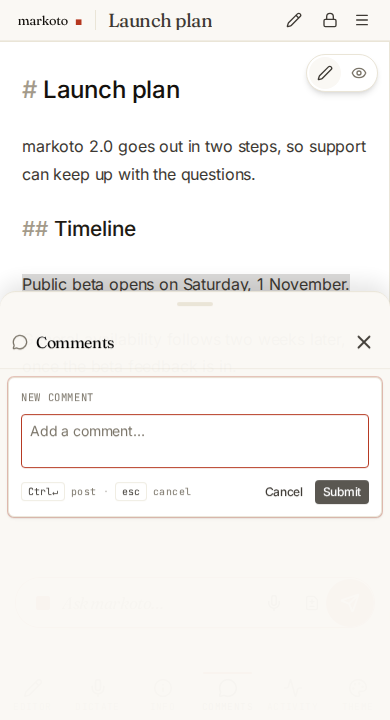 markoto
Launch plan
# Launch plan
markoto 2.0 goes out in two steps, so support
can keep up with the questions.
## Timeline
Public beta opens on Saturday, 1 November.
Comments
NEW COMMENT
Add a comment...
Ctrl↵ post · esc cancel
Cancel
Submit